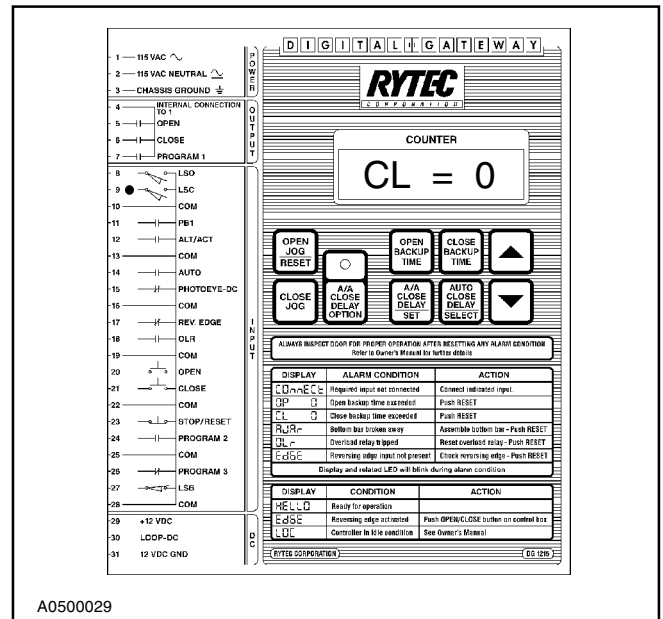 DIGITAL GATEWAY
1 115 VAC
2 115 VAC NEUTRAL
3 CHASSIS GROUND
POWER
4 INTERNAL CONNECTION TO 1
5 OPEN
6 CLOSE
7 PROGRAM 1
OUTPUT
8 LSO
9 LSC
10 COM
11 PB1
12 ALT/ACT
13 COM
14 AUTO
15 PHOTOEYE-DC
16 COM
17 REV. EDGE
18 OLR
19 COM
20 OPEN
21 CLOSE
22 COM
23 STOP/RESET
24 PROGRAM 2
25 COM
26 PROGRAM 3
27 LSB
28 COM
INPUT
29 +12 VDC
30 LOOP-DC
31 12 VDC GND
DC
RYTEC
CORPORATION
COUNTER
CL = 0
OPEN JOG RESET
OPEN BACKUP TIME
CLOSE BACKUP TIME
CLOSE JOG
A/A CLOSE DELAY OPTION
A/A CLOSE DELAY SET
AUTO CLOSE DELAY SELECT
ALWAYS INSPECT DOOR FOR PROPER OPERATION AFTER RESETTING ANY ALARM CONDITION
Refer to Owner's Manual for further details
DISPLAY ALARM CONDITION ACTION
COnnECt Required input not connected Connect indicated input.
OP 0 Open backup time exceeded Push RESET
CL 0 Close backup time exceeded Push RESET
AJAr Bottom bar broken away Assemble bottom bar - Push RESET
OLr Overload relay tripped Reset overload relay - Push RESET
EdGE Reversing edge input not present Check reversing edge - Push RESET
Display and related LED will blink during alarm condition
DISPLAY CONDITION ACTION
HELLO Ready for operation
EdGE Reversing edge activated Push OPEN/CLOSE button on control box
LOC Controller in idle condition See Owner's Manual
RYTEC CORPORATION
DG 1215
A0500029